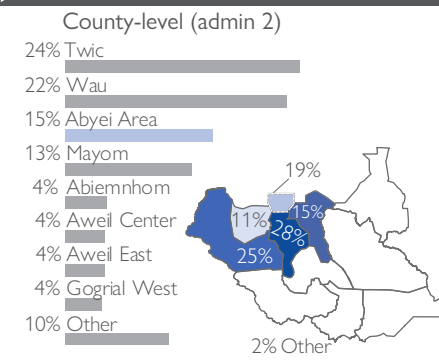 County-level (admin 2)
24% Twic
22% Wau
15% Abyei Area
13% Mayom
4% Abiemnhom
4% Aweil Center
4% Aweil East
4% Gogrial West
10% Other
19%
15%
11%
28%
25%
2% Other